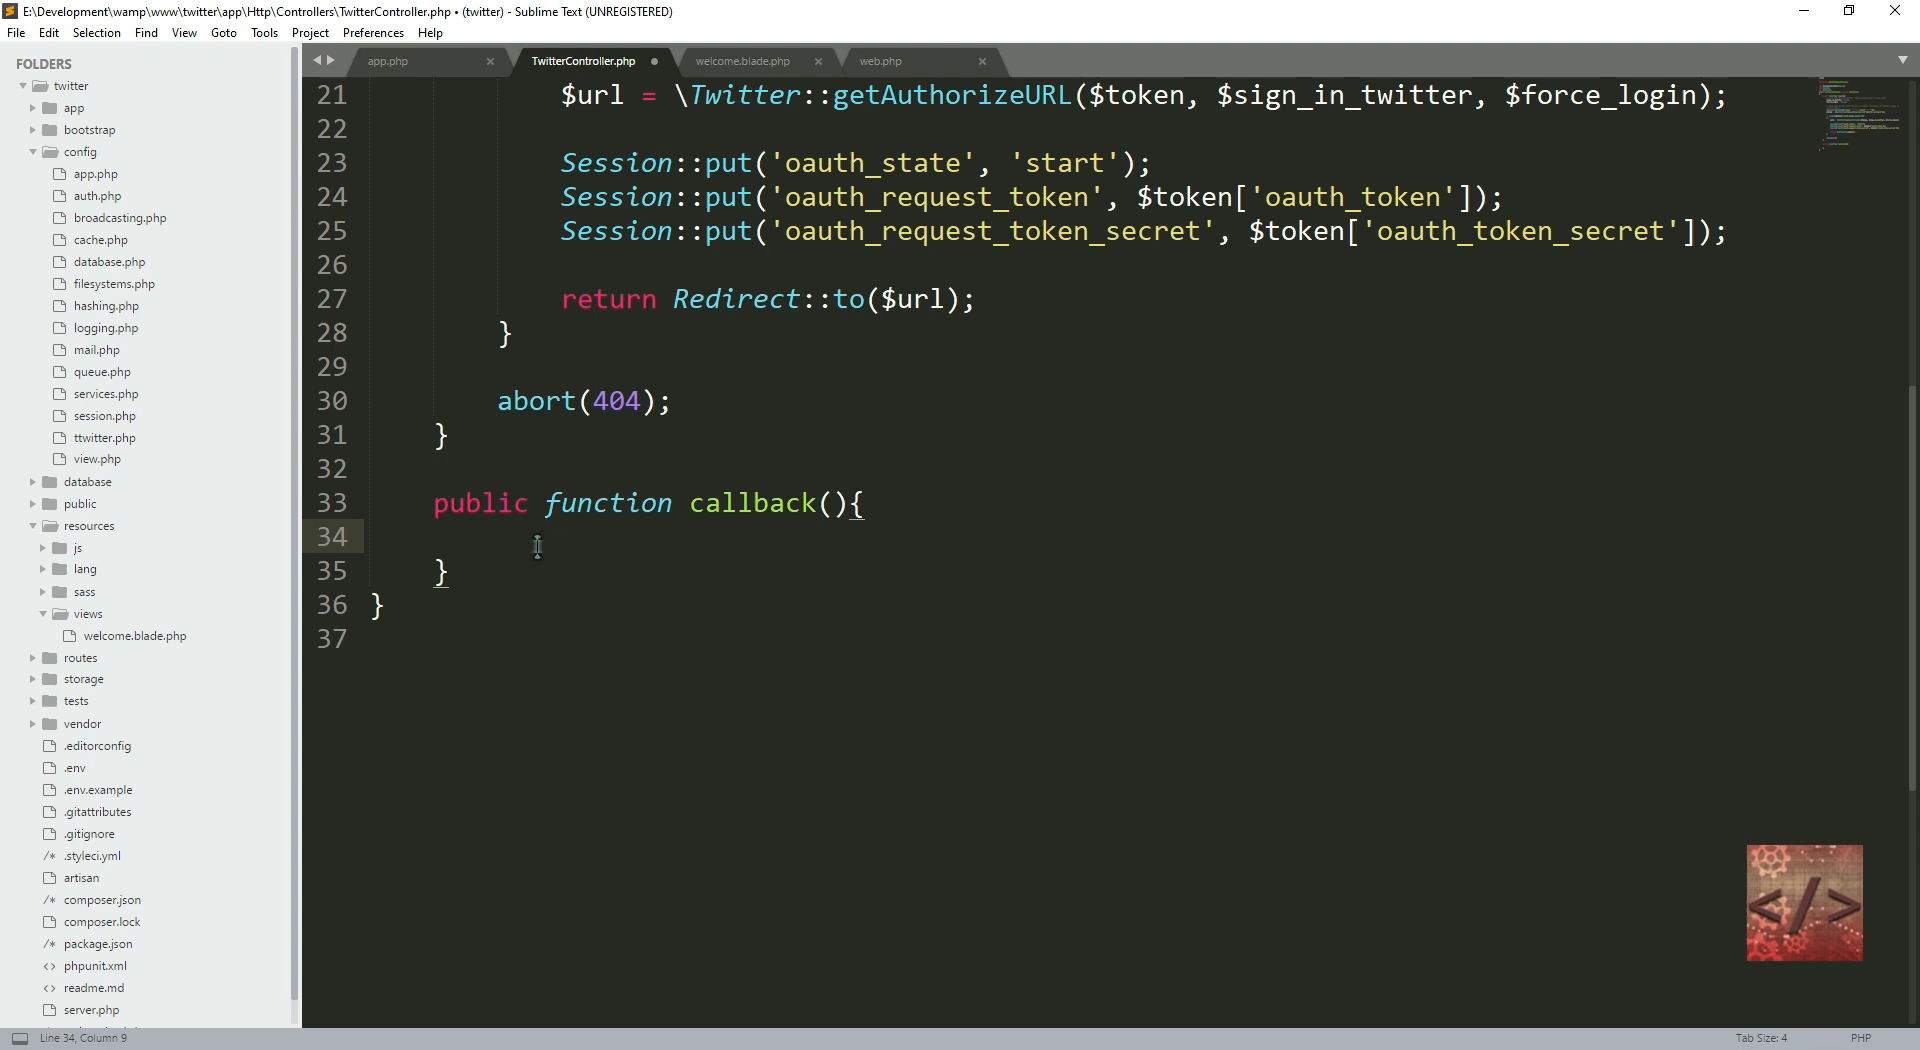 E:\Development\wamp\www\twitter\app\Http\Controllers\TwitterController.php • (twitter) - Sublime Text (UNREGISTERED)
File Edit Selection Find View Goto Tools Project Preferences Help
FOLDERS
twitter
app
bootstrap
config
app.php
auth.php
broadcasting.php
cache.php
database.php
filesystems.php
hashing.php
logging.php
mail.php
queue.php
services.php
session.php
ttwitter.php
view.php
database
public
resources
js
lang
sass
views
welcome.blade.php
routes
storage
tests
vendor
.editorconfig
.env
.env.example
.gitattributes
.gitignore
/* .styleci.yml
artisan
/* composer.json
composer.lock
/* package.json
<> phpunit.xml
<> readme.md
server.php
app.php TwitterController.php welcome.blade.php web.php
21 $url = \Twitter::getAuthorizeURL($token, $sign_in_twitter, $force_login);
22
23 Session::put('oauth_state', 'start');
24 Session::put('oauth_request_token', $token['oauth_token']);
25 Session::put('oauth_request_token_secret', $token['oauth_token_secret']);
26
27 return Redirect::to($url);
28 }
29
30 abort(404);
31 }
32
33 public function callback(){
34
35 }
36 }
37
</>
Line 34, Column 9
Tab Size: 4
PHP